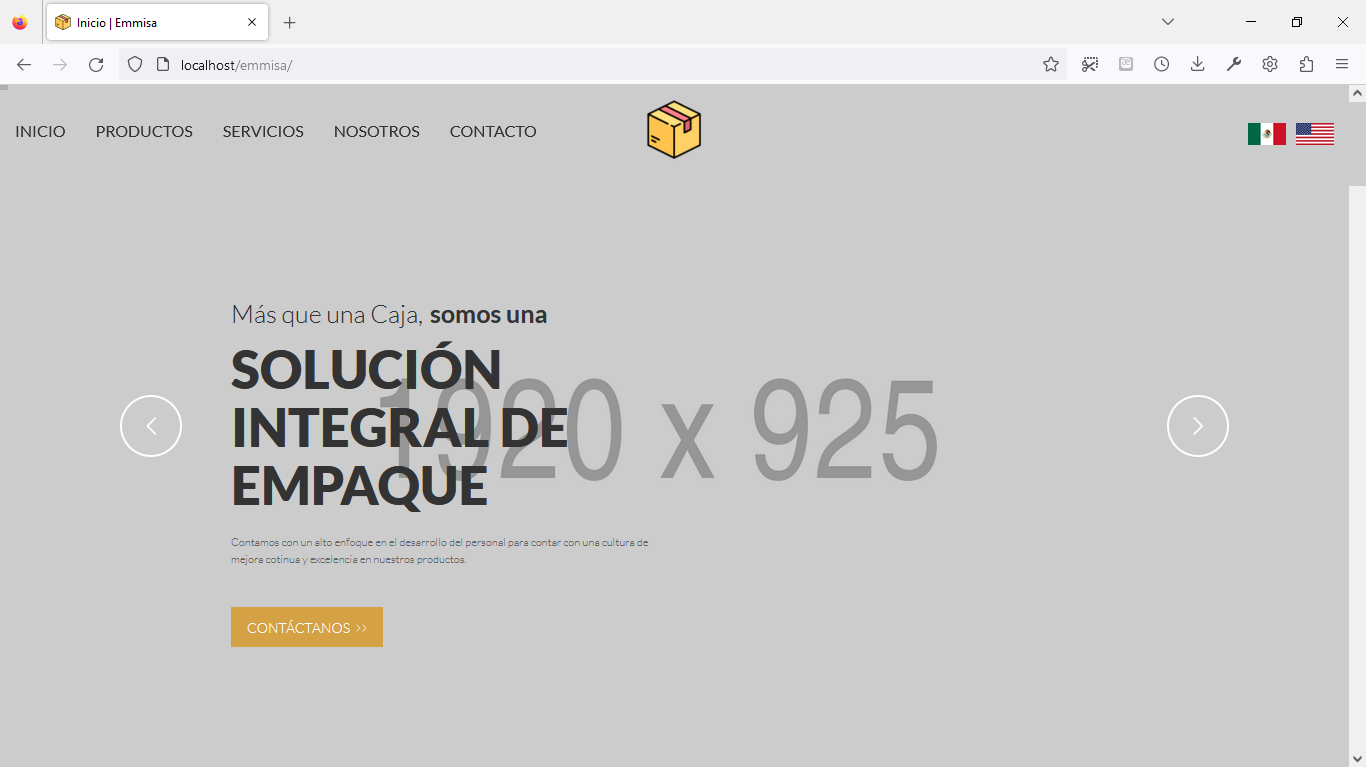 Inicio | Emmisa
localhost/emmisa/
INICIO PRODUCTOS SERVICIOS NOSOTROS CONTACTO
Más que una Caja, somos una
SOLUCIÓN
INTEGRAL DE
EMPAQUE
1920 x 925
Contamos con un alto enfoque en el desarrollo del personal para contar con una cultura de
mejora cotinua y excelencia en nuestros productos.
CONTÁCTANOS >>